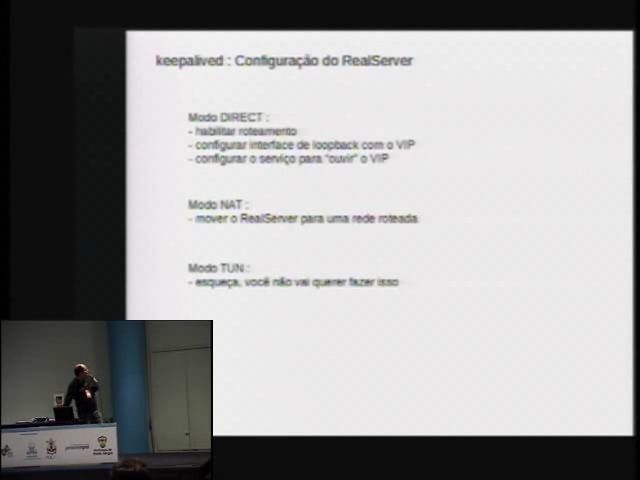 keepalived : Configuração do RealServer
Modo DIRECT :
- habilitar roteamento
- configurar interface de loopback com o VIP
- configurar o serviço para "ouvir" o VIP
Modo NAT :
- mover o RealServer para uma rede roteada
Modo TUN :
- esqueça, você não vai querer fazer isso